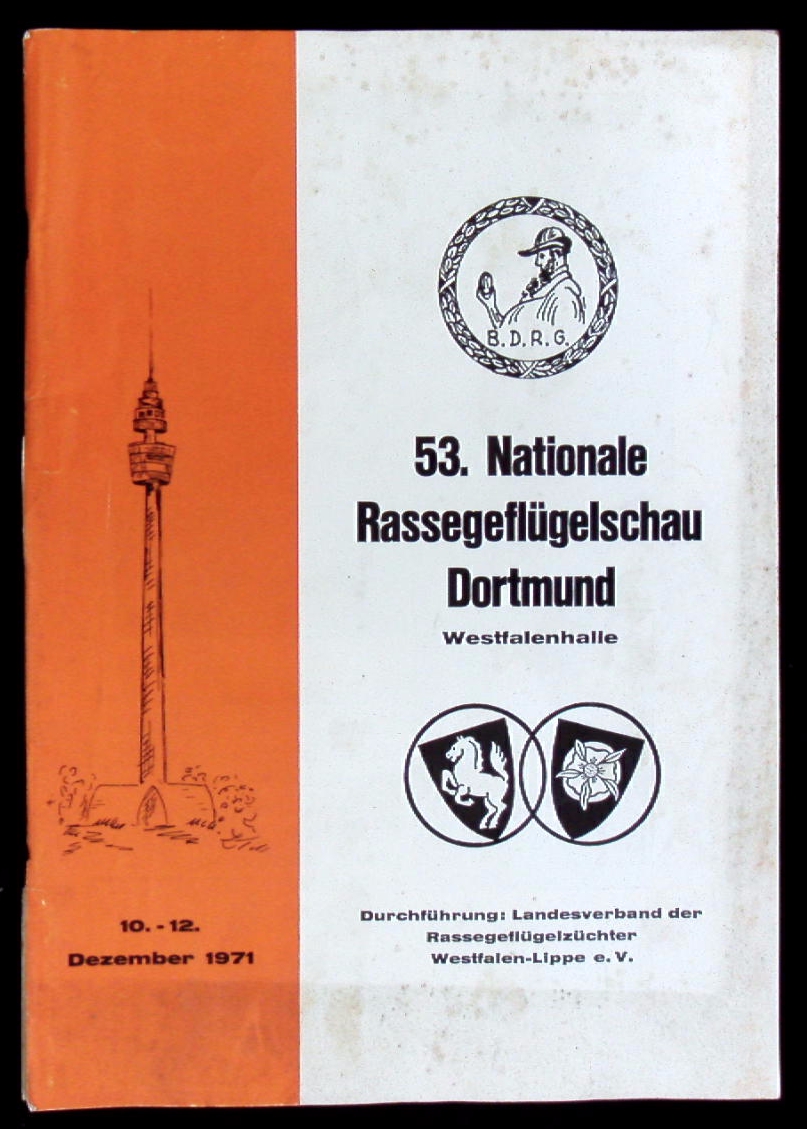 B. D. R. G.
53. Nationale
Rassegeflügelschau
Dortmund
Westfalenhalle
Durchführung: Landesverband der
Rassegeflügelzüchter
Westfalen-Lippe e. V.
10. - 12.
Dezember 1971